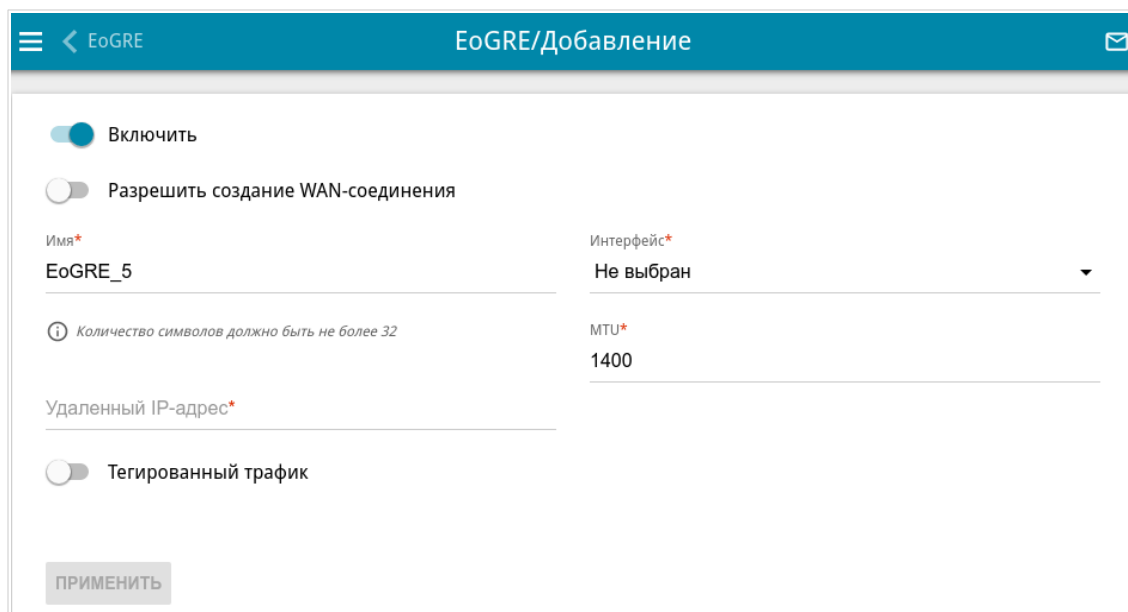 EoGRE
EoGRE/Добавление
Включить
Разрешить создание WAN-соединения
Имя*
Интерфейс*
EoGRE_5
Не выбран
Количество символов должно быть не более 32
MTU*
1400
Удаленный IP-адрес*
Тегированный трафик
ПРИМЕНИТЬ